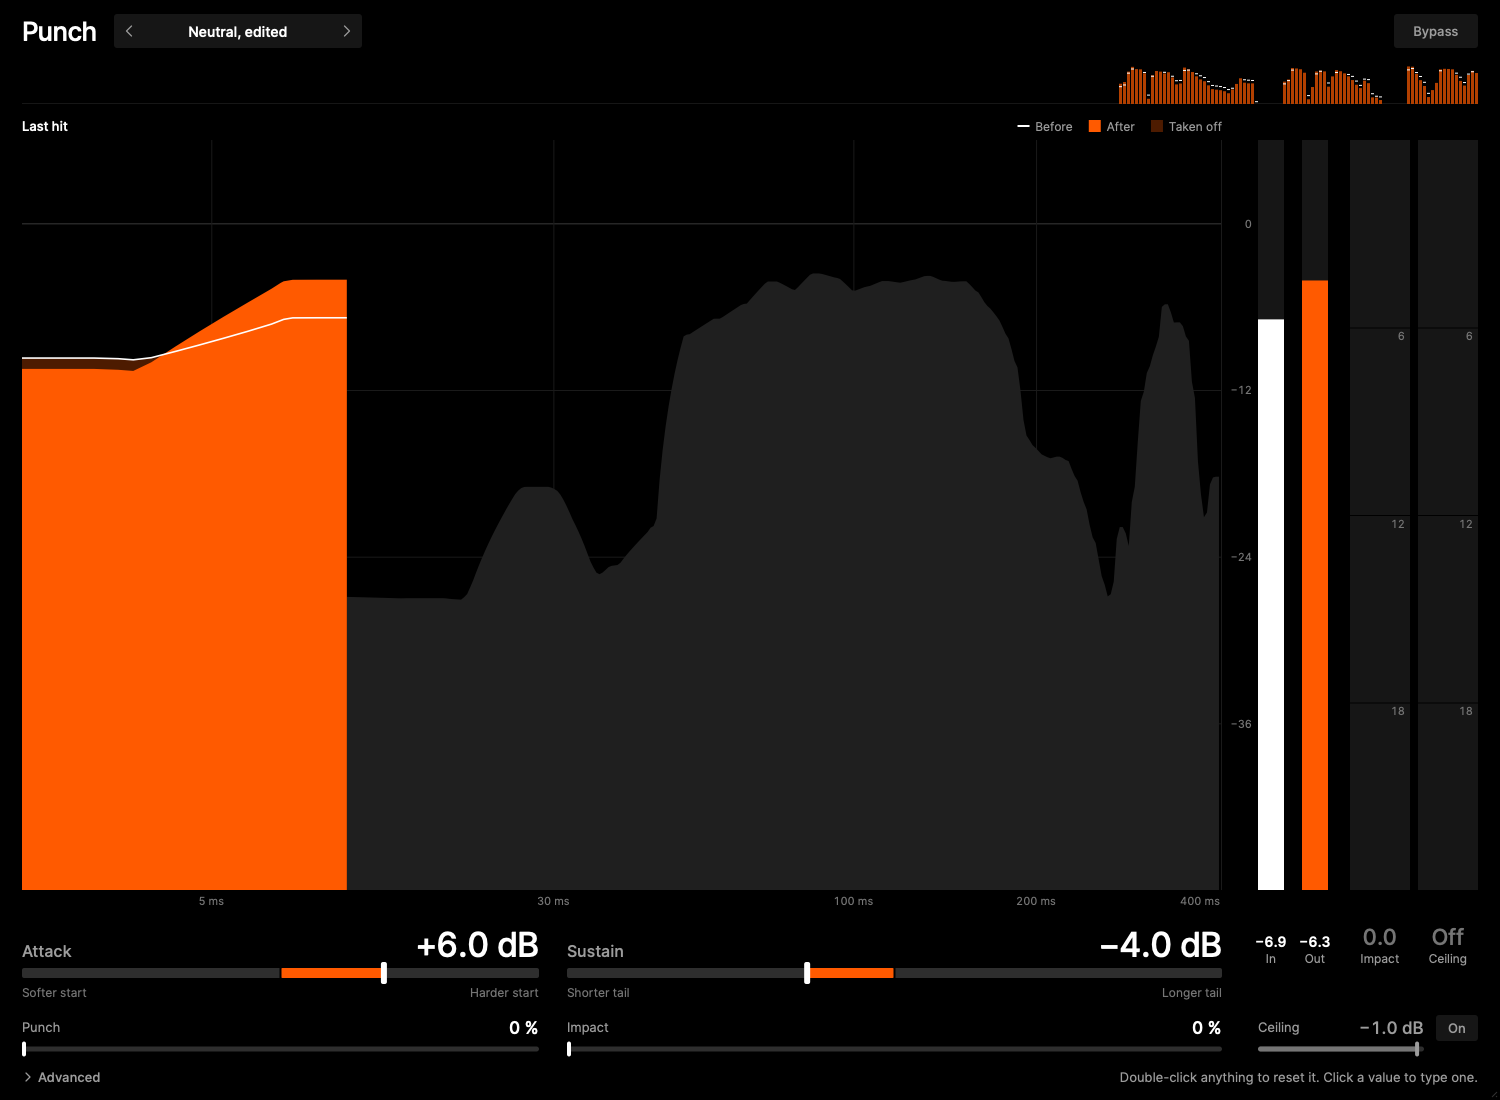 Punch
Neutral, edited
Bypass
Last hit
Before
After
Taken off
0
−12
−24
−36
6
6
12
12
18
18
5 ms
30 ms
100 ms
200 ms
400 ms
Attack
+6.0 dB
Softer start
Harder start
Sustain
−4.0 dB
Shorter tail
Longer tail
−6.9
In
−6.3
Out
0.0
Impact
Off
Ceiling
Punch
0 %
Impact
0 %
Ceiling
−1.0 dB
On
Advanced
Double-click anything to reset it. Click a value to type one.